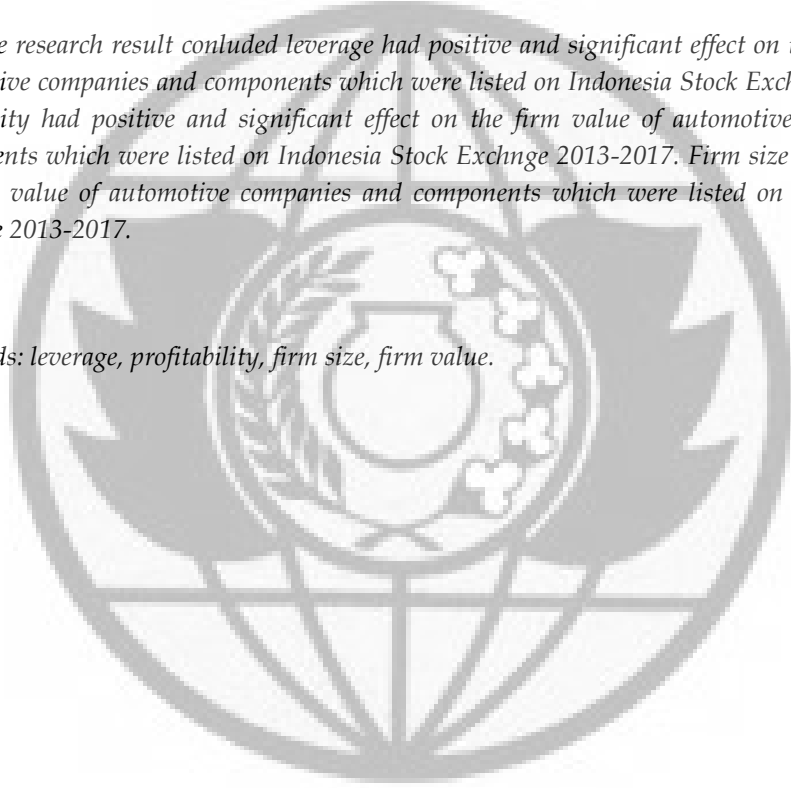 e research result conluded leverage had positive and significant effect on
ive companies and components which were listed on Indonesia Stock Exch
ity had positive and significant effect on the firm value of automotive
ents which were listed on Indonesia Stock Exchnge 2013-2017. Firm size
value of automotive companies and components which were listed on
e 2013-2017.
ds: leverage, profitability, firm size, firm value.